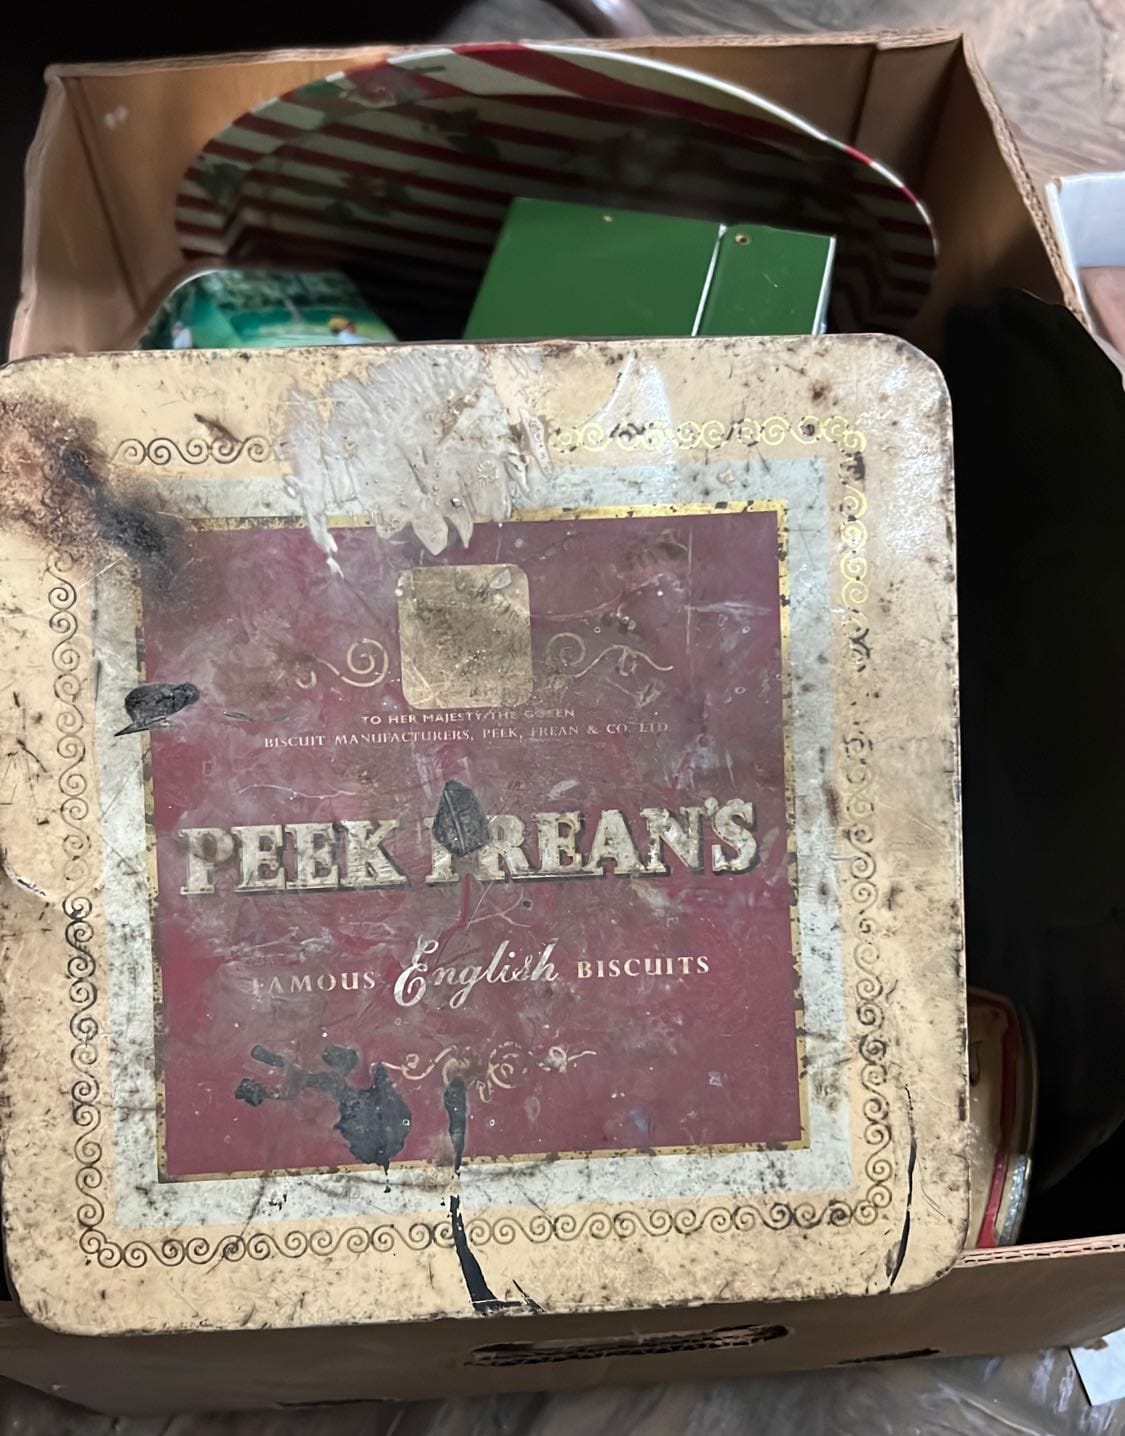 TO HER MAJESTY THE QUEEN
BISCUIT MANUFACTURERS, PEEK, FREAN & CO. LTD.
PEEK FREAN'S
FAMOUS English BISCUITS